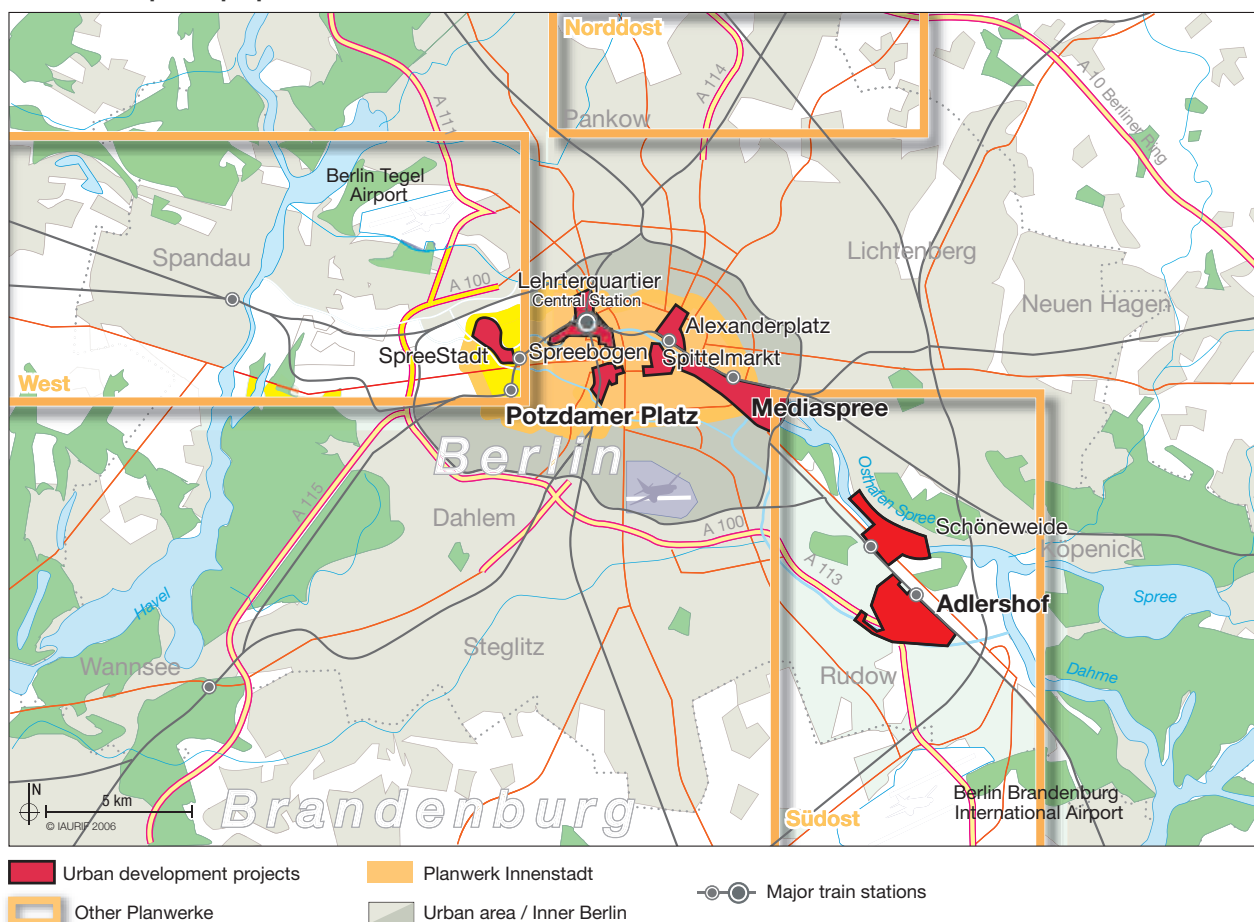 Norddost
A 114
Pankow
A 10 Berliner Ring
A 111
Berlin Tegel
Airport
Spandau
Lichtenberg
A 100
Lehrterquartier
Central Station
Neuen Hagen
Alexanderplatz
SpreeStadt
Spreebogen
Spittelmarkt
West
Potzdamer Platz
Mediaspree
Berlin
Osthafen Spree
A 115
Dahlem
A 100
Schöneweide
Kopenick
A 113
Havel
Adlershof
Spree
Steglitz
Wannsee
Rudow
Dahme
N
5 km
© IAURIF 2006
Brandenburg
Berlin Brandenburg
International Airport
Südost
Urban development projects
Planwerk Innenstadt
Major train stations
Other Planwerke
Urban area / Inner Berlin